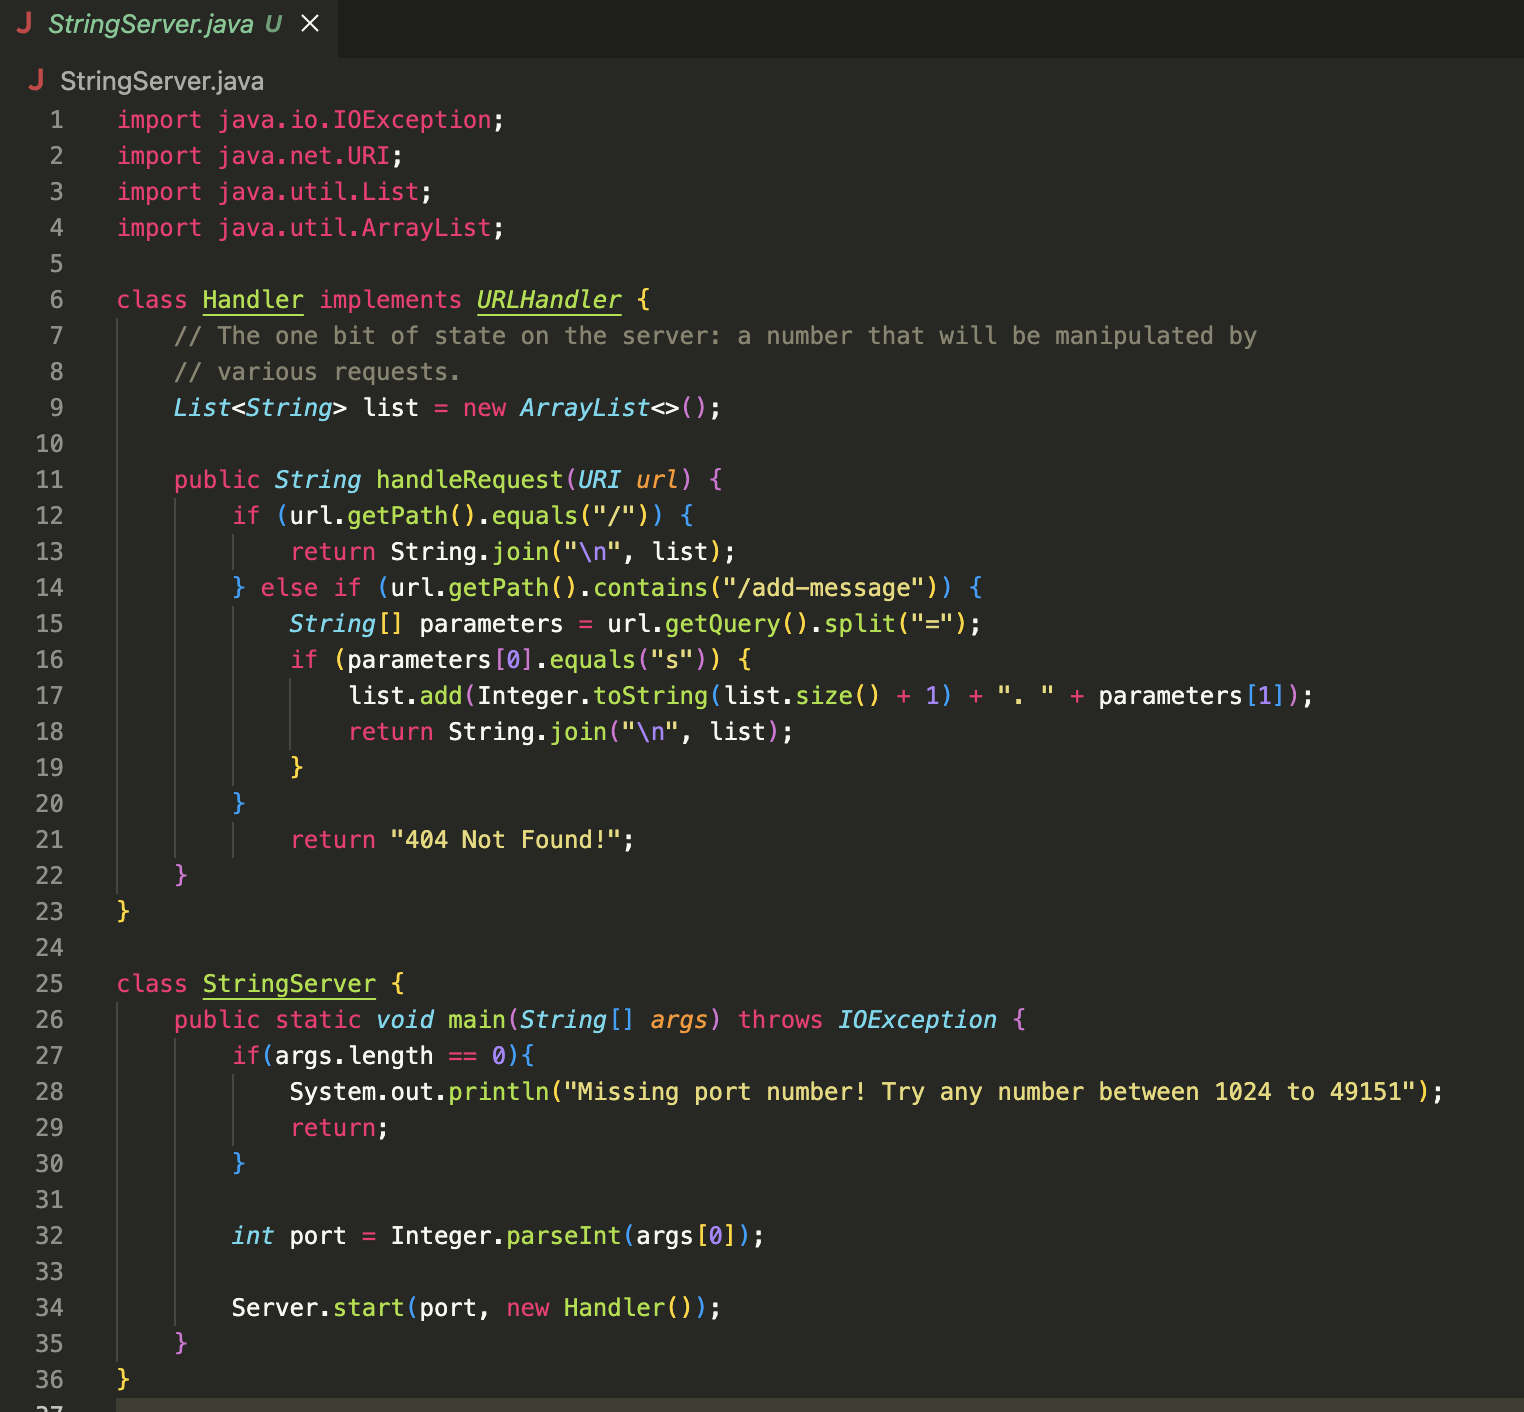 StringServer.java U
StringServer.java
1 import java.io.IOException;
2 import java.net.URI;
3 import java.util.List;
4 import java.util.ArrayList;
5
6 class Handler implements URLHandler {
7     // The one bit of state on the server: a number that will be manipulated by
8     // various requests.
9     List<String> list = new ArrayList<>();
10
11     public String handleRequest(URI url) {
12         if (url.getPath().equals("/")) {
13             return String.join("\n", list);
14         } else if (url.getPath().contains("/add-message")) {
15             String[] parameters = url.getQuery().split("=");
16             if (parameters[0].equals("s")) {
17                 list.add(Integer.toString(list.size() + 1) + ". " + parameters[1]);
18                 return String.join("\n", list);
19             }
20         }
21             return "404 Not Found!";
22     }
23 }
24
25 class StringServer {
26     public static void main(String[] args) throws IOException {
27         if(args.length == 0){
28             System.out.println("Missing port number! Try any number between 1024 to 49151");
29             return;
30         }
31
32         int port = Integer.parseInt(args[0]);
33
34         Server.start(port, new Handler());
35     }
36 }
37